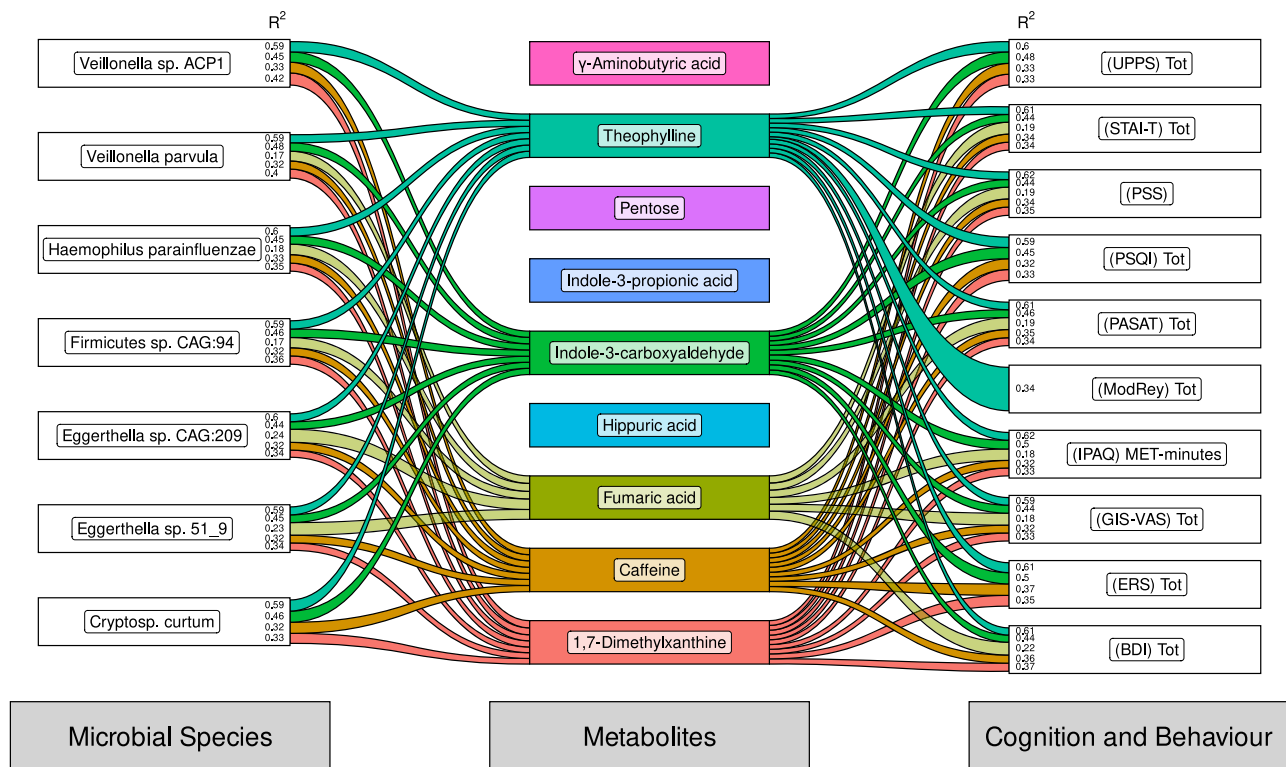 R²
0.59
0.45
0.33
0.42
Veillonella sp. ACP1
0.59
0.48
0.17
0.32
0.4
Veillonella parvula
0.6
0.45
0.18
0.33
0.35
Haemophilus parainfluenzae
0.59
0.46
0.17
0.32
0.36
Firmicutes sp. CAG:94
0.6
0.44
0.24
0.32
0.34
Eggerthella sp. CAG:209
0.59
0.45
0.23
0.32
0.34
Eggerthella sp. 51_9
0.59
0.46
0.32
0.33
Cryptosp. curtum
γ-Aminobutyric acid
Theophylline
Pentose
Indole-3-propionic acid
Indole-3-carboxyaldehyde
Hippuric acid
Fumaric acid
Caffeine
1,7-Dimethylxanthine
R²
0.6
0.48
0.33
0.33
(UPPS) Tot
0.61
0.44
0.19
0.34
0.34
(STAI-T) Tot
0.62
0.44
0.19
0.34
0.35
(PSS)
0.59
0.45
0.32
0.33
(PSQI) Tot
0.61
0.46
0.19
0.35
0.34
(PASAT) Tot
0.34
(ModRey) Tot
0.62
0.5
0.18
0.32
0.33
(IPAQ) MET-minutes
0.59
0.44
0.18
0.32
0.33
(GIS-VAS) Tot
0.61
0.5
0.37
0.35
(ERS) Tot
0.61
0.44
0.22
0.36
0.37
(BDI) Tot
Microbial Species
Metabolites
Cognition and Behaviour